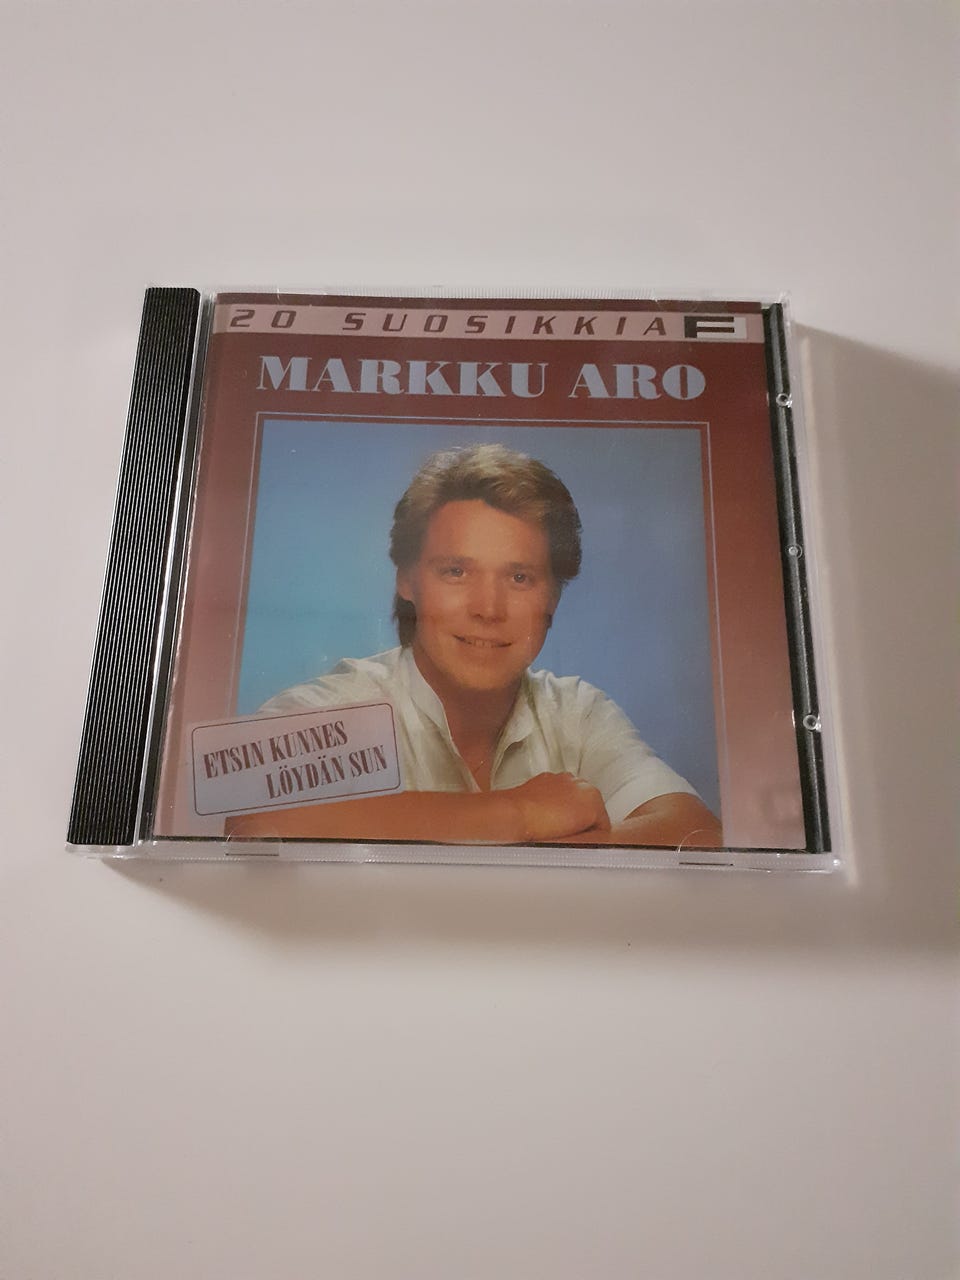 20 SUOSIKKIA F
MARKKU ARO
ETSIN KUNNES
LÖYDÄN SUN